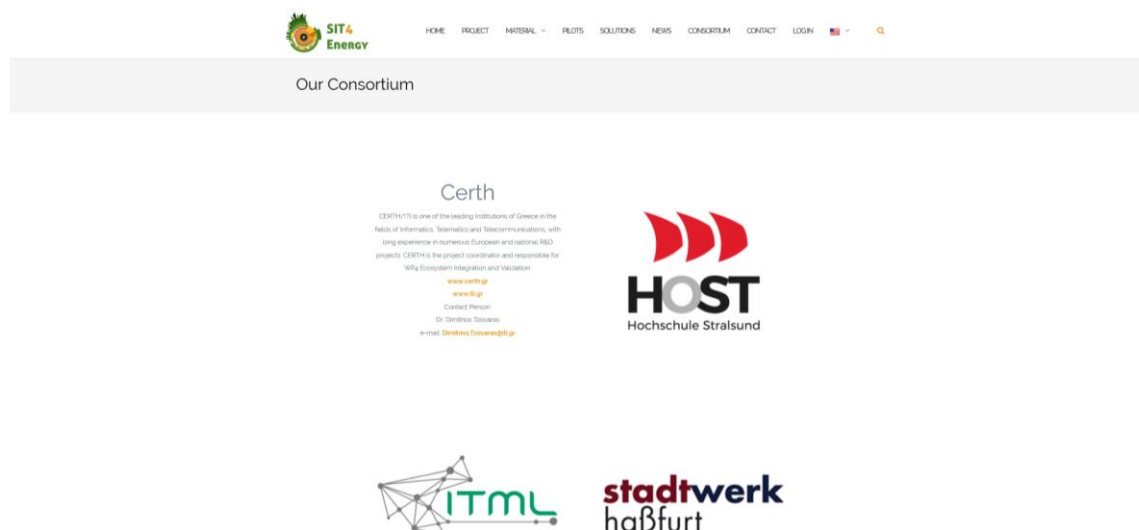 SIT4
Energy
HOME PROJECT MATERIAL PILOTS SOLUTIONS NEWS CONSORTIUM CONTACT LOGIN
Our Consortium
Certh
CERTH/ITI is one of the leading Institutions of Greece in the
fields of Informatics, Telematics and Telecommunications, with
long experience in numerous European and national R&D
projects. CERTH is the project coordinator and responsible for
WP4 Ecosystem Integration and Validation.
www.certh.gr
www.iti.gr
Contact Person
Dr. Dimitrios Tzovaras
e-mail: Dimitrios.Tzovaras@iti.gr
HOST
Hochschule Stralsund
ITML
stadtwerk
haßfurt